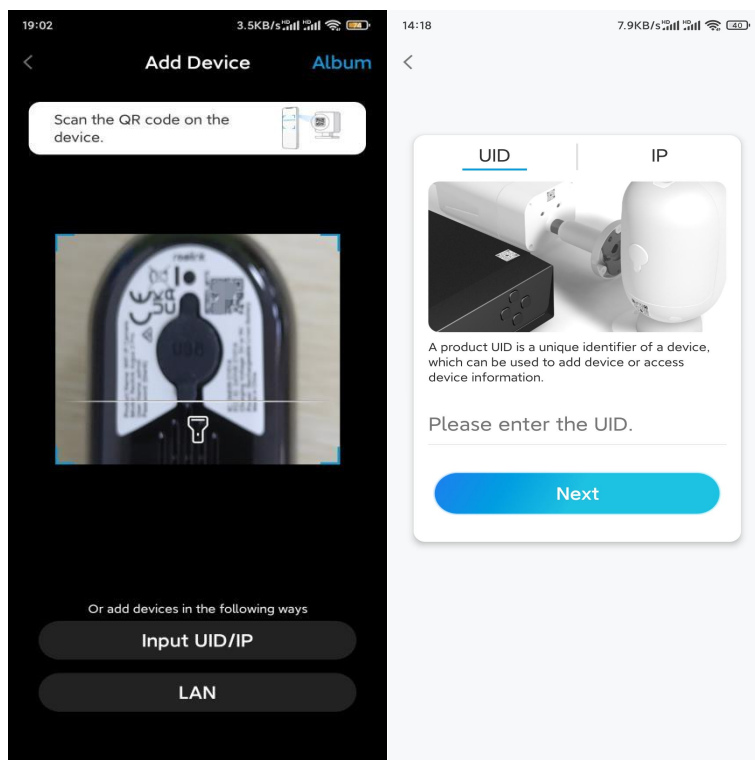 19:02
3.5KB/s
74
Add Device
Album
Scan the QR code on the
device.
reolink
USB
Or add devices in the following ways
Input UID/IP
LAN
14:18
7.9KB/s
40
UID
IP
A product UID is a unique identifier of a device,
which can be used to add device or access
device information.
Please enter the UID.
Next